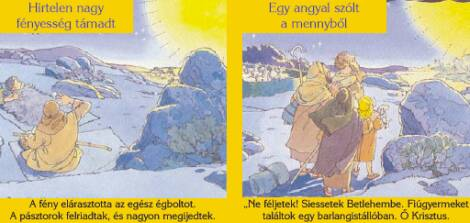 Hirtelen nagy
fényesség támadt
A fény elárasztotta az egész égboltot.
A pásztorok felriadtak, és nagyon megijedtek.
Egy angyal szólt
a mennyből
„Ne féljetek! Siessetek Betlehembe. Flúgyermeket
találtok egy barlangistállóban. Ő Krisztus.